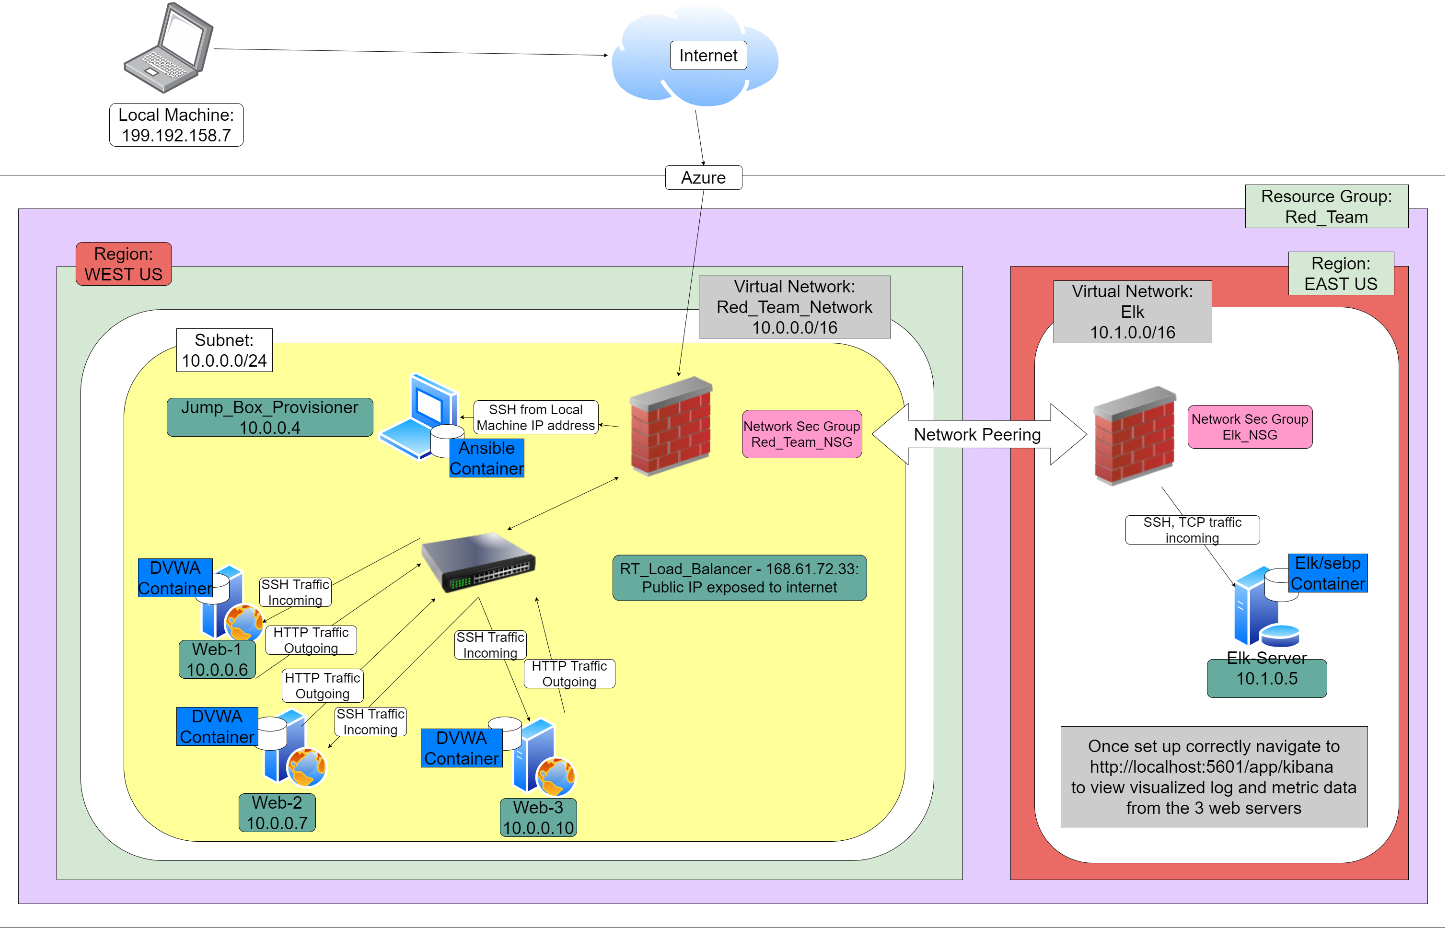 Internet
Local Machine:
199.192.158.7
Azure
Resource Group:
Red_Team
Region:
WEST US
Region:
EAST US
Virtual Network:
Red_Team_Network
10.0.0.0/16
Virtual Network:
Elk
10.1.0.0/16
Subnet:
10.0.0.0/24
Jump_Box_Provisioner
10.0.0.4
SSH from Local
Machine IP address
Ansible
Container
Network Sec Group
Red_Team_NSG
Network Peering
Network Sec Group
Elk_NSG
SSH, TCP traffic
incoming
DVWA
Container
SSH Traffic
Incoming
RT_Load_Balancer - 168.61.72.33:
Public IP exposed to internet
Elk/sebp
Container
HTTP Traffic
Outgoing
Web-1
10.0.0.6
SSH Traffic
Incoming
HTTP Traffic
Outgoing
Elk-Server
10.1.0.5
HTTP Traffic
Outgoing
DVWA
Container
SSH Traffic
Incoming
DVWA
Container
Web-2
10.0.0.7
Web-3
10.0.0.10
Once set up correctly navigate to
http://localhost:5601/app/kibana
to view visualized log and metric data
from the 3 web servers